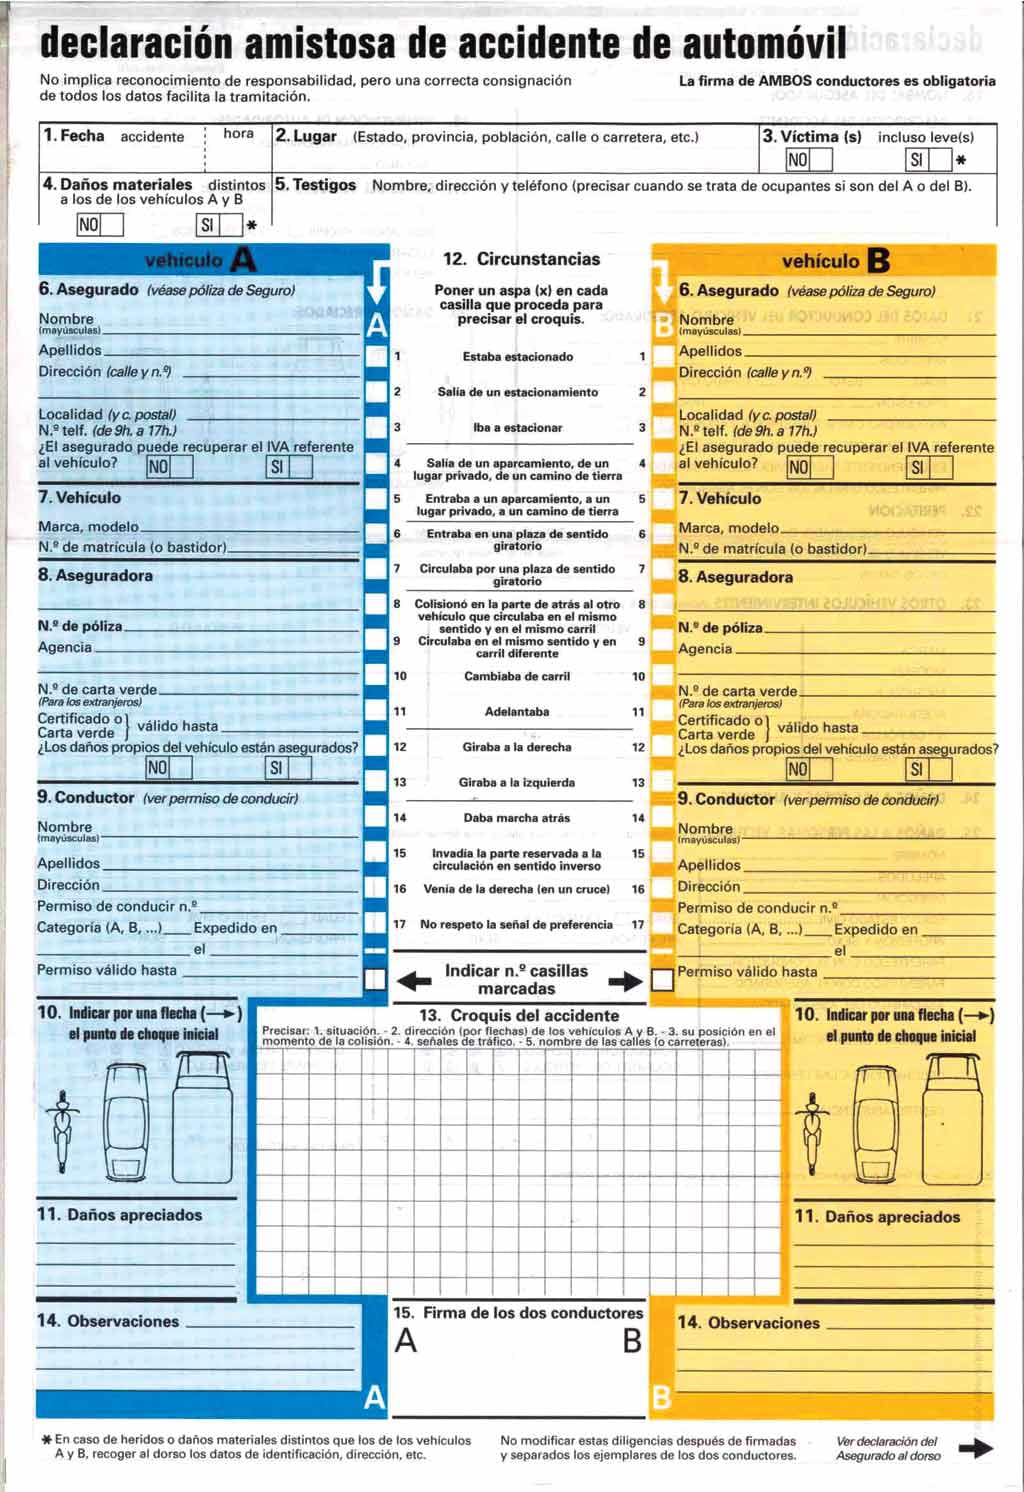 declaración amistosa de accidente de automóvil
No implica reconocimiento de responsabilidad, pero una correcta consignación
de todos los datos facilita la tramitación.
La firma de AMBOS conductores es obligatoria
1. Fecha accidente hora
2. Lugar (Estado, provincia, población, calle o carretera, etc.)
3. Víctima (s) incluso leve(s)
NO SI *
4. Daños materiales distintos
a los de los vehículos A y B
NO SI *
5. Testigos Nombre, dirección y teléfono (precisar cuando se trata de ocupantes si son del A o del B).
vehículo A
6. Asegurado (véase póliza de Seguro)
Nombre
(mayúsculas)
Apellidos
Dirección (calle y n.º)
Localidad (y c. postal)
N.º telf. (de 9h. a 17h.)
¿El asegurado puede recuperar el IVA referente
al vehículo? NO SI
7. Vehículo
Marca, modelo
N.º de matrícula (o bastidor)
8. Aseguradora
N.º de póliza
Agencia
N.º de carta verde
(Para los extranjeros)
Certificado o
Carta verde } válido hasta
¿Los daños propios del vehículo están asegurados?
NO SI
9. Conductor (ver permiso de conducir)
Nombre
(mayúsculas)
Apellidos
Dirección
Permiso de conducir n.º
Categoría (A, B, ...) Expedido en
el
Permiso válido hasta
10. Indicar por una flecha (→)
el punto de choque inicial
11. Daños apreciados
14. Observaciones
A
A
12. Circunstancias
Poner un aspa (x) en cada
casilla que proceda para
precisar el croquis.
1 Estaba estacionado 1
2 Salía de un estacionamiento 2
3 Iba a estacionar 3
4 Salía de un aparcamiento, de un 4
lugar privado, de un camino de tierra
5 Entraba a un aparcamiento, a un 5
lugar privado, a un camino de tierra
6 Entraba en una plaza de sentido 6
giratorio
7 Circulaba por una plaza de sentido 7
giratorio
8 Colisionó en la parte de atrás al otro 8
vehículo que circulaba en el mismo
sentido y en el mismo carril
9 Circulaba en el mismo sentido y en 9
carril diferente
10 Cambiaba de carril 10
11 Adelantaba 11
12 Giraba a la derecha 12
13 Giraba a la izquierda 13
14 Daba marcha atrás 14
15 Invadía la parte reservada a la 15
circulación en sentido inverso
16 Venía de la derecha (en un cruce) 16
17 No respeto la señal de preferencia 17
Indicar n.º casillas
marcadas
13. Croquis del accidente
Precisar: 1. situación. - 2. dirección (por flechas) de los vehículos A y B. - 3. su posición en el
momento de la colisión. - 4. señales de tráfico. - 5. nombre de las calles (o carreteras).
15. Firma de los dos conductores
A B
vehículo B
6. Asegurado (véase póliza de Seguro)
Nombre
(mayúsculas)
Apellidos
Dirección (calle y n.º)
Localidad (y c. postal)
N.º telf. (de 9h. a 17h.)
¿El asegurado puede recuperar el IVA referente
al vehículo? NO SI
7. Vehículo
Marca, modelo
N.º de matrícula (o bastidor)
8. Aseguradora
N.º de póliza
Agencia
N.º de carta verde
(Para los extranjeros)
Certificado o
Carta verde } válido hasta
¿Los daños propios del vehículo están asegurados?
NO SI
9. Conductor (ver permiso de conducir)
Nombre
(mayúsculas)
Apellidos
Dirección
Permiso de conducir n.º
Categoría (A, B, ...) Expedido en
el
Permiso válido hasta
10. Indicar por una flecha (→)
el punto de choque inicial
11. Daños apreciados
14. Observaciones
B
B
* En caso de heridos o daños materiales distintos que los de los vehículos
A y B, recoger al dorso los datos de identificación, dirección, etc.
No modificar estas diligencias después de firmadas
y separados los ejemplares de los dos conductores.
Ver declaración del
Asegurado al dorso